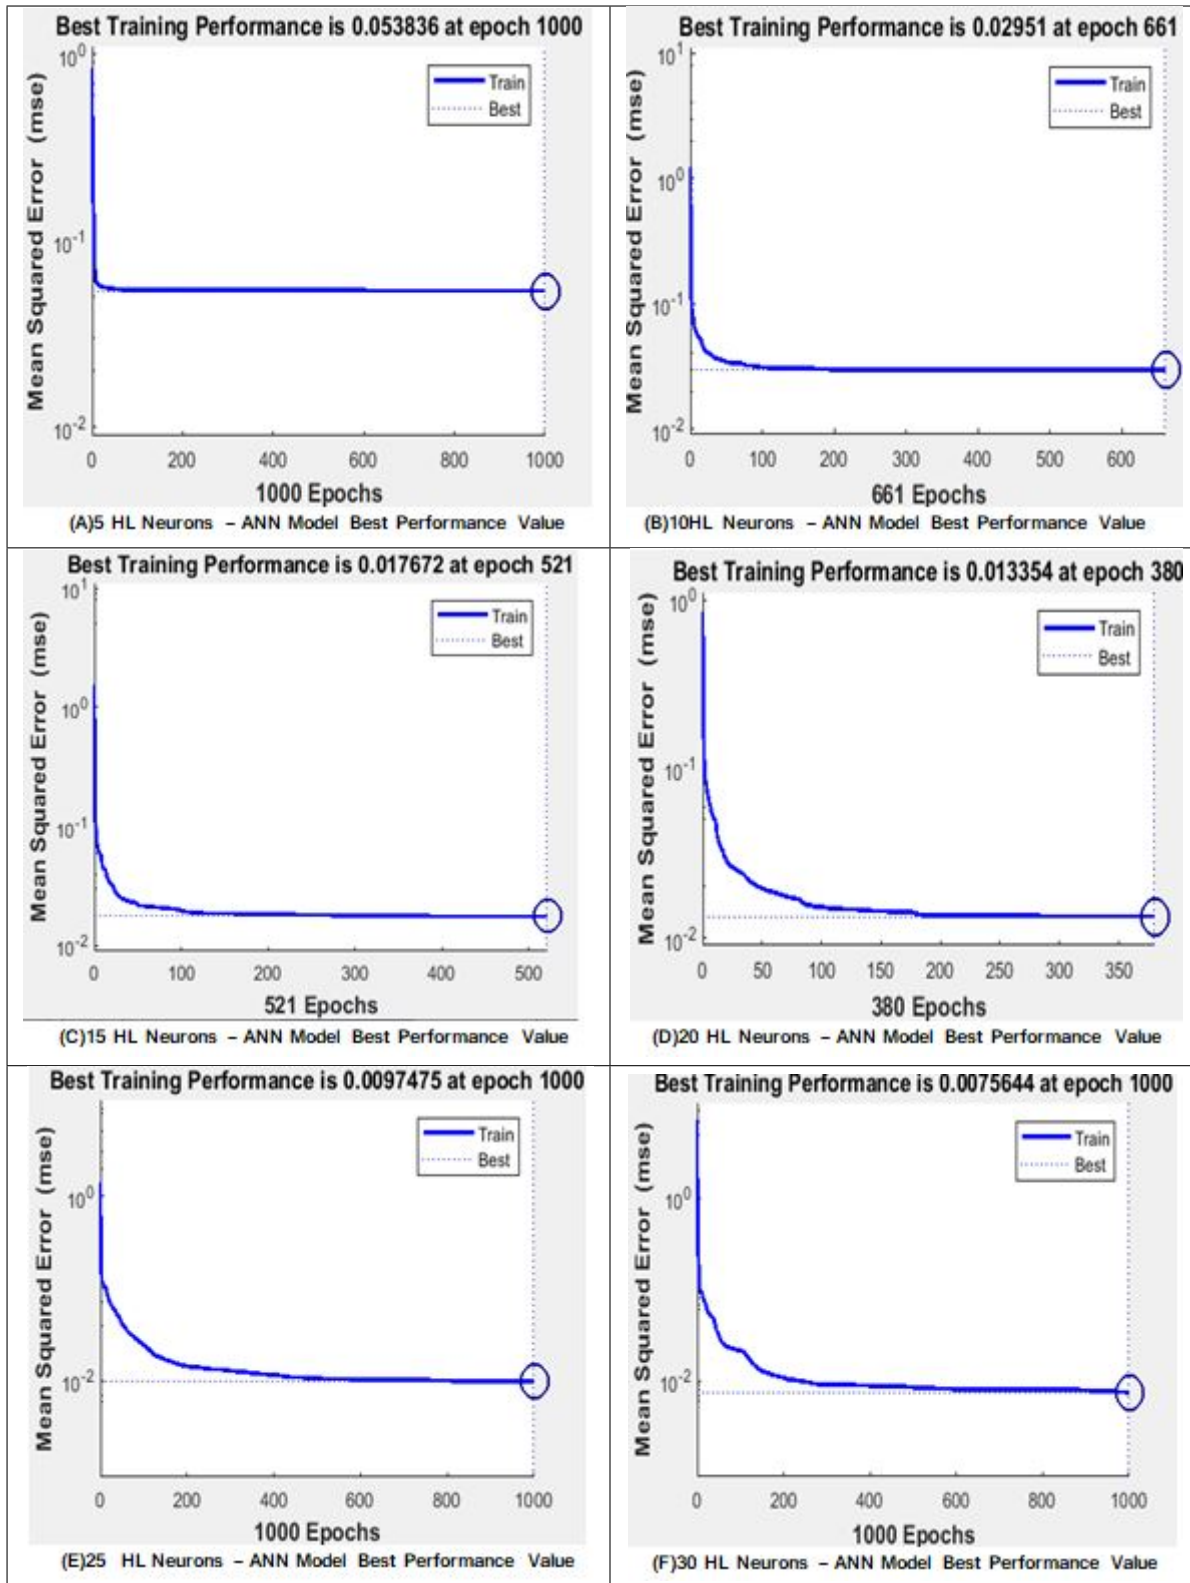 Best Training Performance is 0.053836 at epoch 1000
Mean Squared Error (mse)
10^0
10^-1
10^-2
Train
Best
0 200 400 600 800 1000
1000 Epochs
(A)5 HL Neurons – ANN Model Best Performance Value
Best Training Performance is 0.02951 at epoch 661
Mean Squared Error (mse)
10^1
10^0
10^-1
10^-2
Train
Best
0 100 200 300 400 500 600
661 Epochs
(B)10HL Neurons – ANN Model Best Performance Value
Best Training Performance is 0.017672 at epoch 521
Mean Squared Error (mse)
10^1
10^0
10^-1
10^-2
Train
Best
0 100 200 300 400 500
521 Epochs
(C)15 HL Neurons – ANN Model Best Performance Value
Best Training Performance is 0.013354 at epoch 380
Mean Squared Error (mse)
10^0
10^-1
10^-2
Train
Best
0 50 100 150 200 250 300 350
380 Epochs
(D)20 HL Neurons – ANN Model Best Performance Value
Best Training Performance is 0.0097475 at epoch 1000
Mean Squared Error (mse)
10^0
10^-2
Train
Best
0 200 400 600 800 1000
1000 Epochs
(E)25 HL Neurons – ANN Model Best Performance Value
Best Training Performance is 0.0075644 at epoch 1000
Mean Squared Error (mse)
10^0
10^-2
Train
Best
0 200 400 600 800 1000
1000 Epochs
(F)30 HL Neurons – ANN Model Best Performance Value